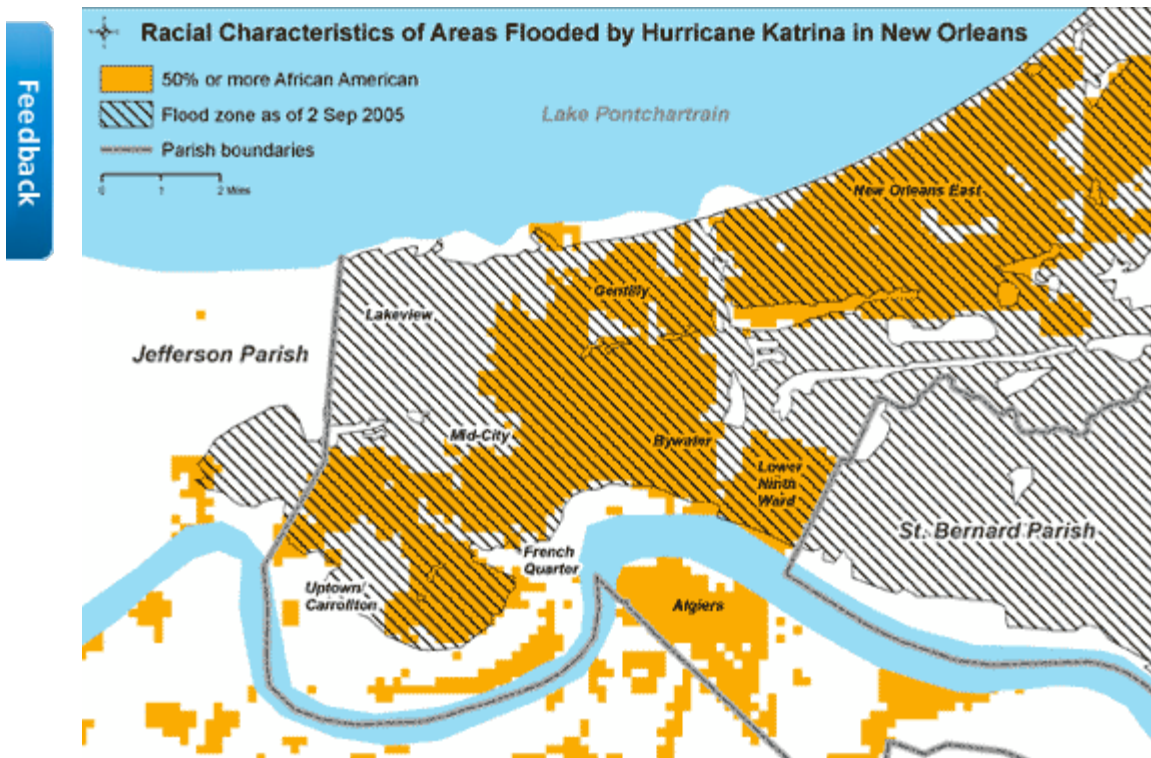 Feedback
Racial Characteristics of Areas Flooded by Hurricane Katrina in New Orleans
50% or more African American
Flood zone as of 2 Sep 2005
Parish boundaries
0 1 2 Miles
Lake Pontchartrain
New Orleans East
Gentilly
Lakeview
Jefferson Parish
Mid-City
Bywater
Lower
Ninth
Ward
St. Bernard Parish
French
Quarter
Uptown/
Carrollton
Algiers